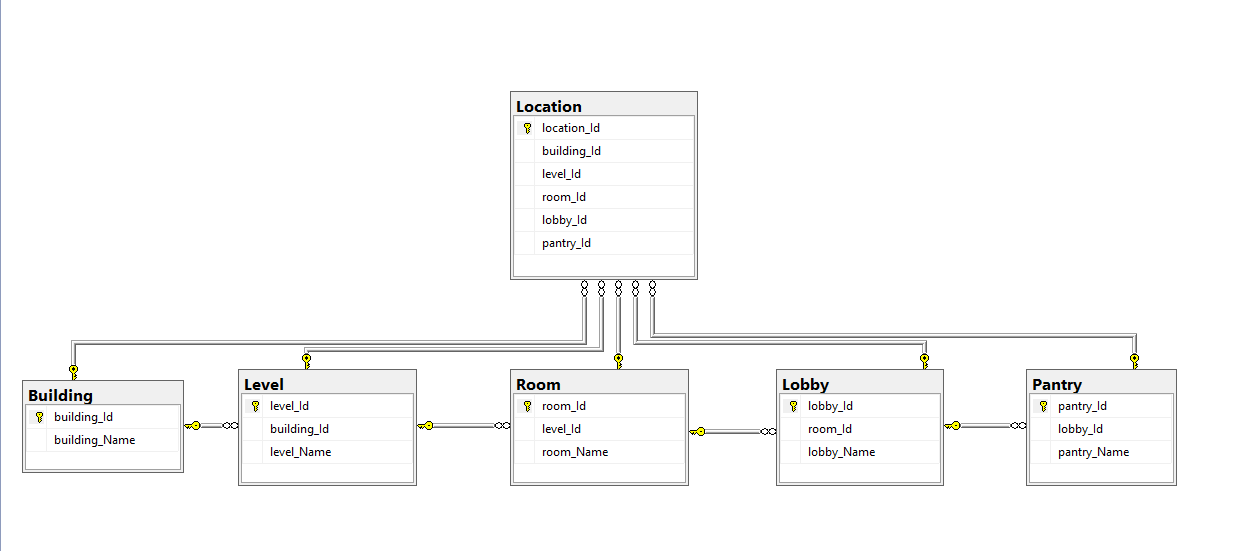 Location
location_Id
building_Id
level_Id
room_Id
lobby_Id
pantry_Id
Building
building_Id
building_Name
Level
level_Id
building_Id
level_Name
Room
room_Id
level_Id
room_Name
Lobby
lobby_Id
room_Id
lobby_Name
Pantry
pantry_Id
lobby_Id
pantry_Name